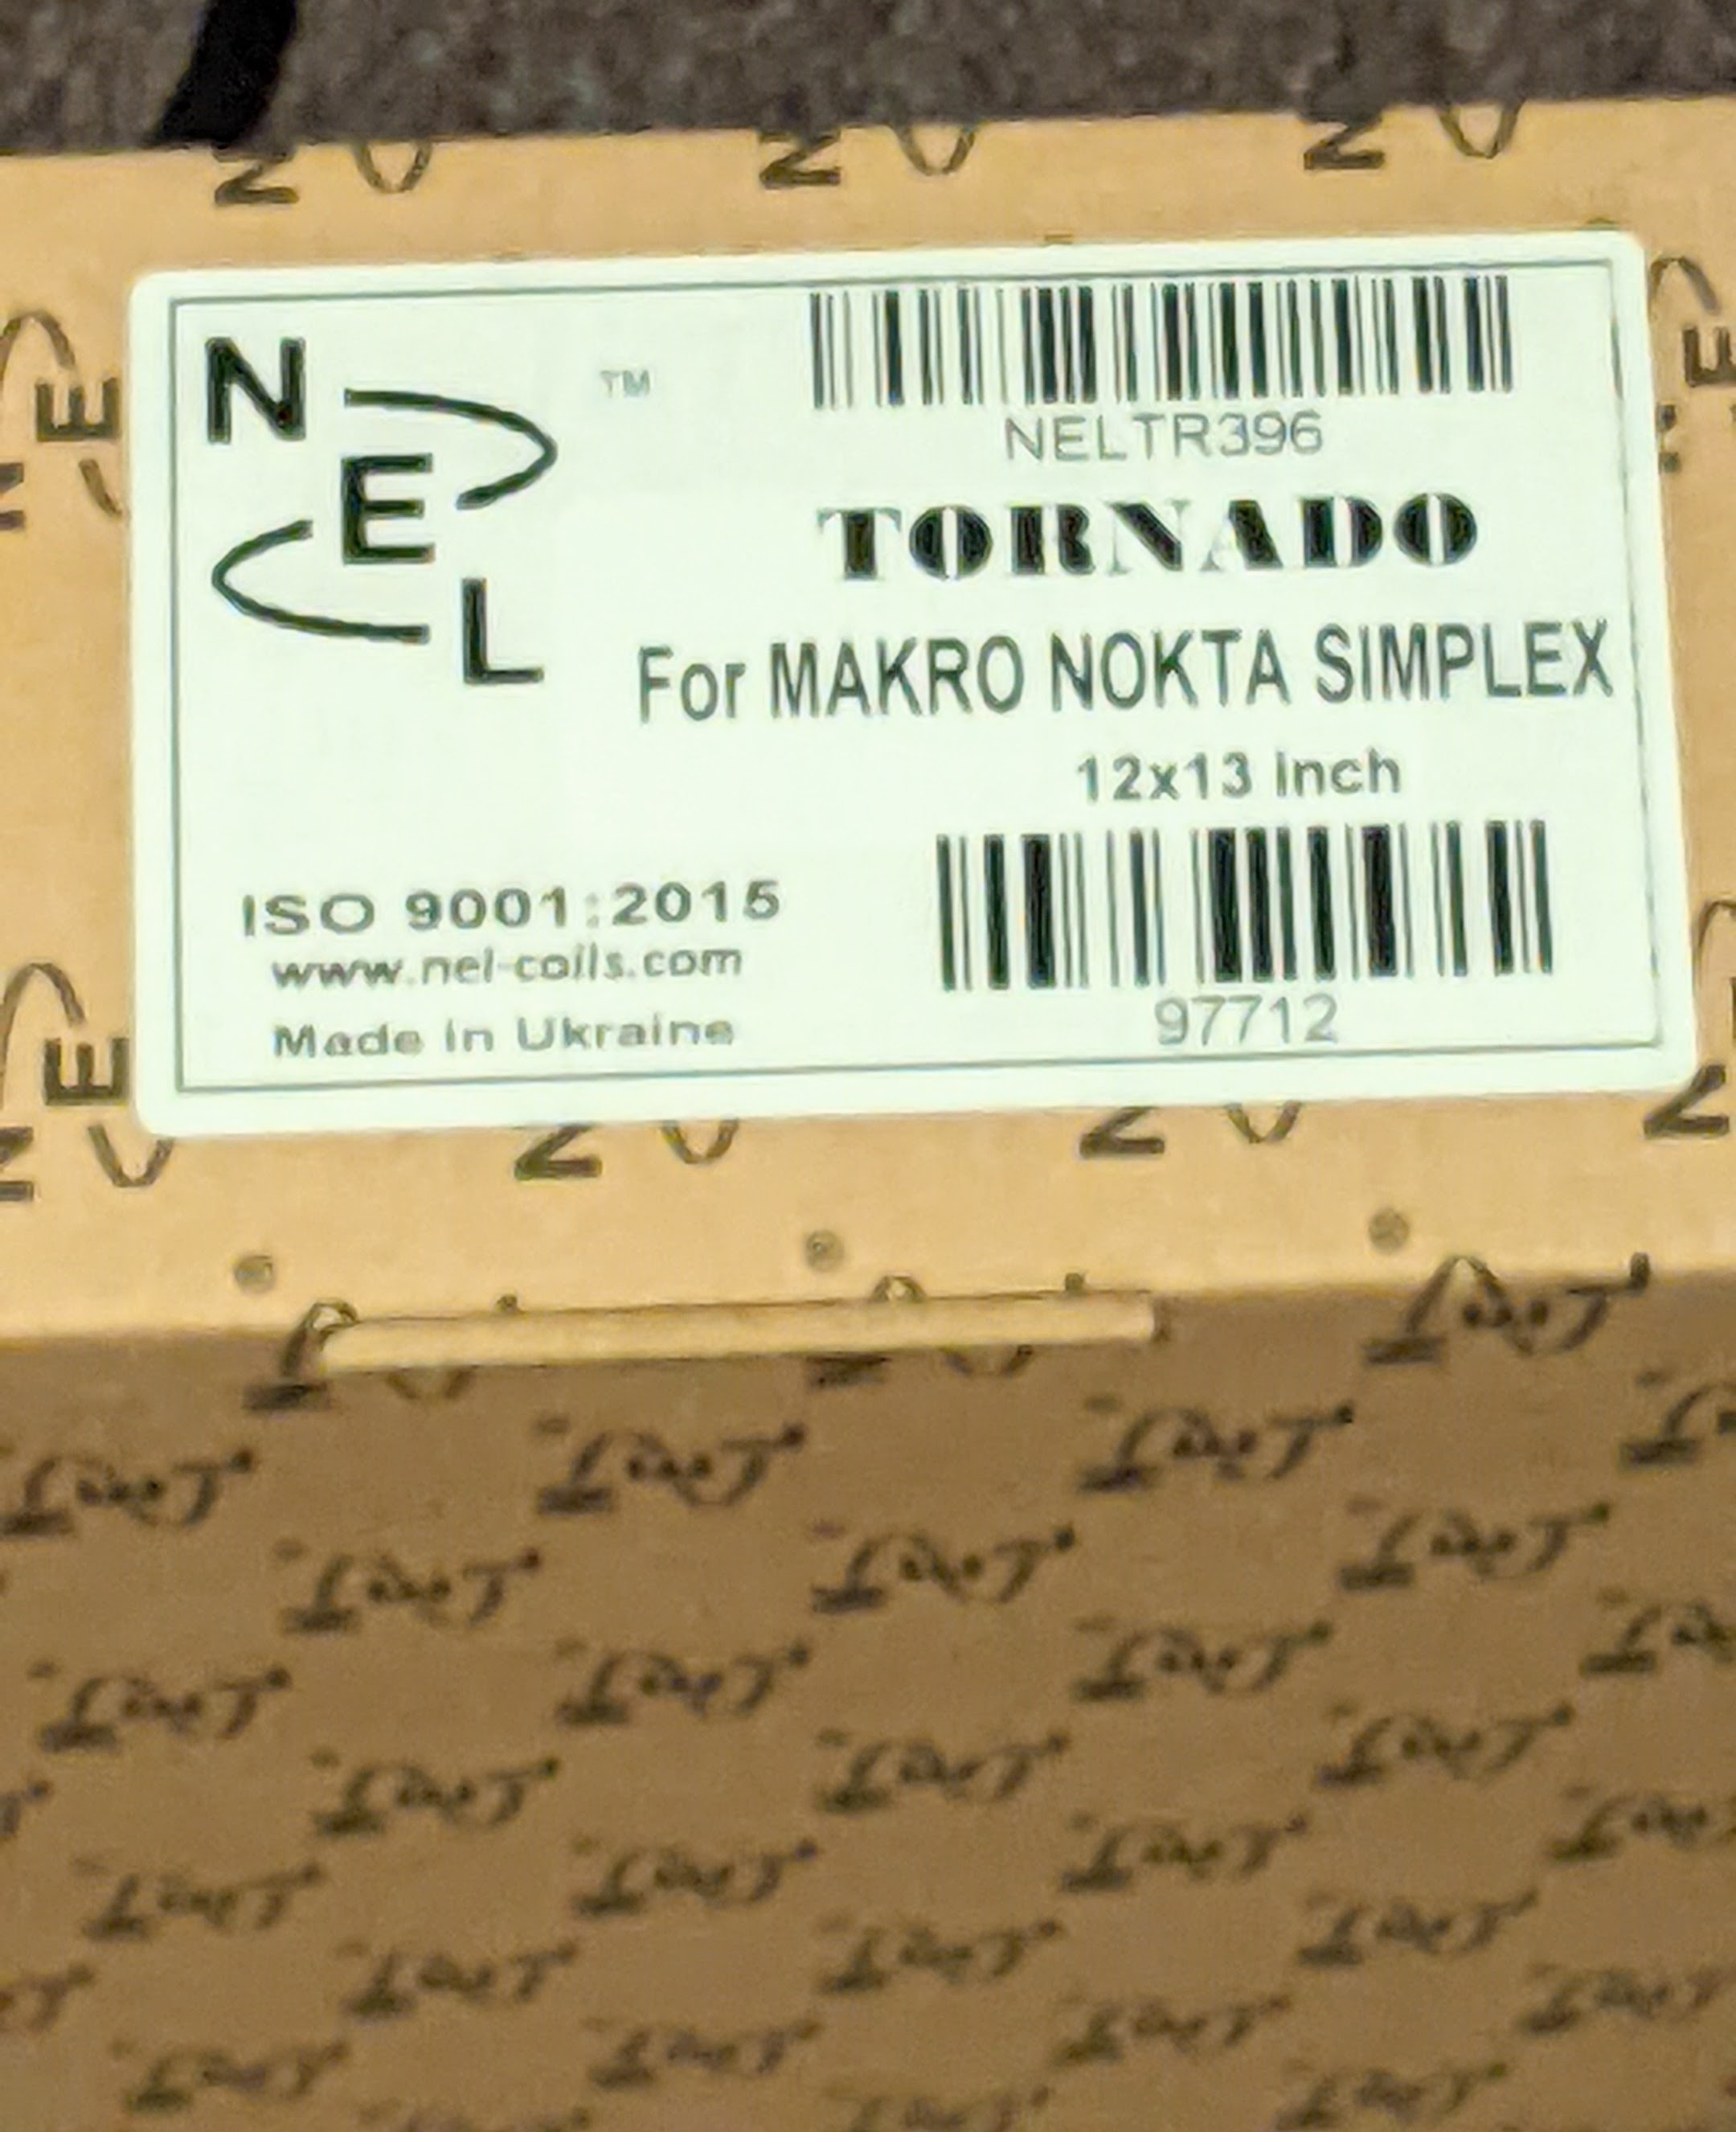 NEL
TM
NELTR396
TORNADO
For MAKRO NOKTA SIMPLEX
12x13 inch
ISO 9001:2015
www.nel-coils.com
Made in Ukraine
97712